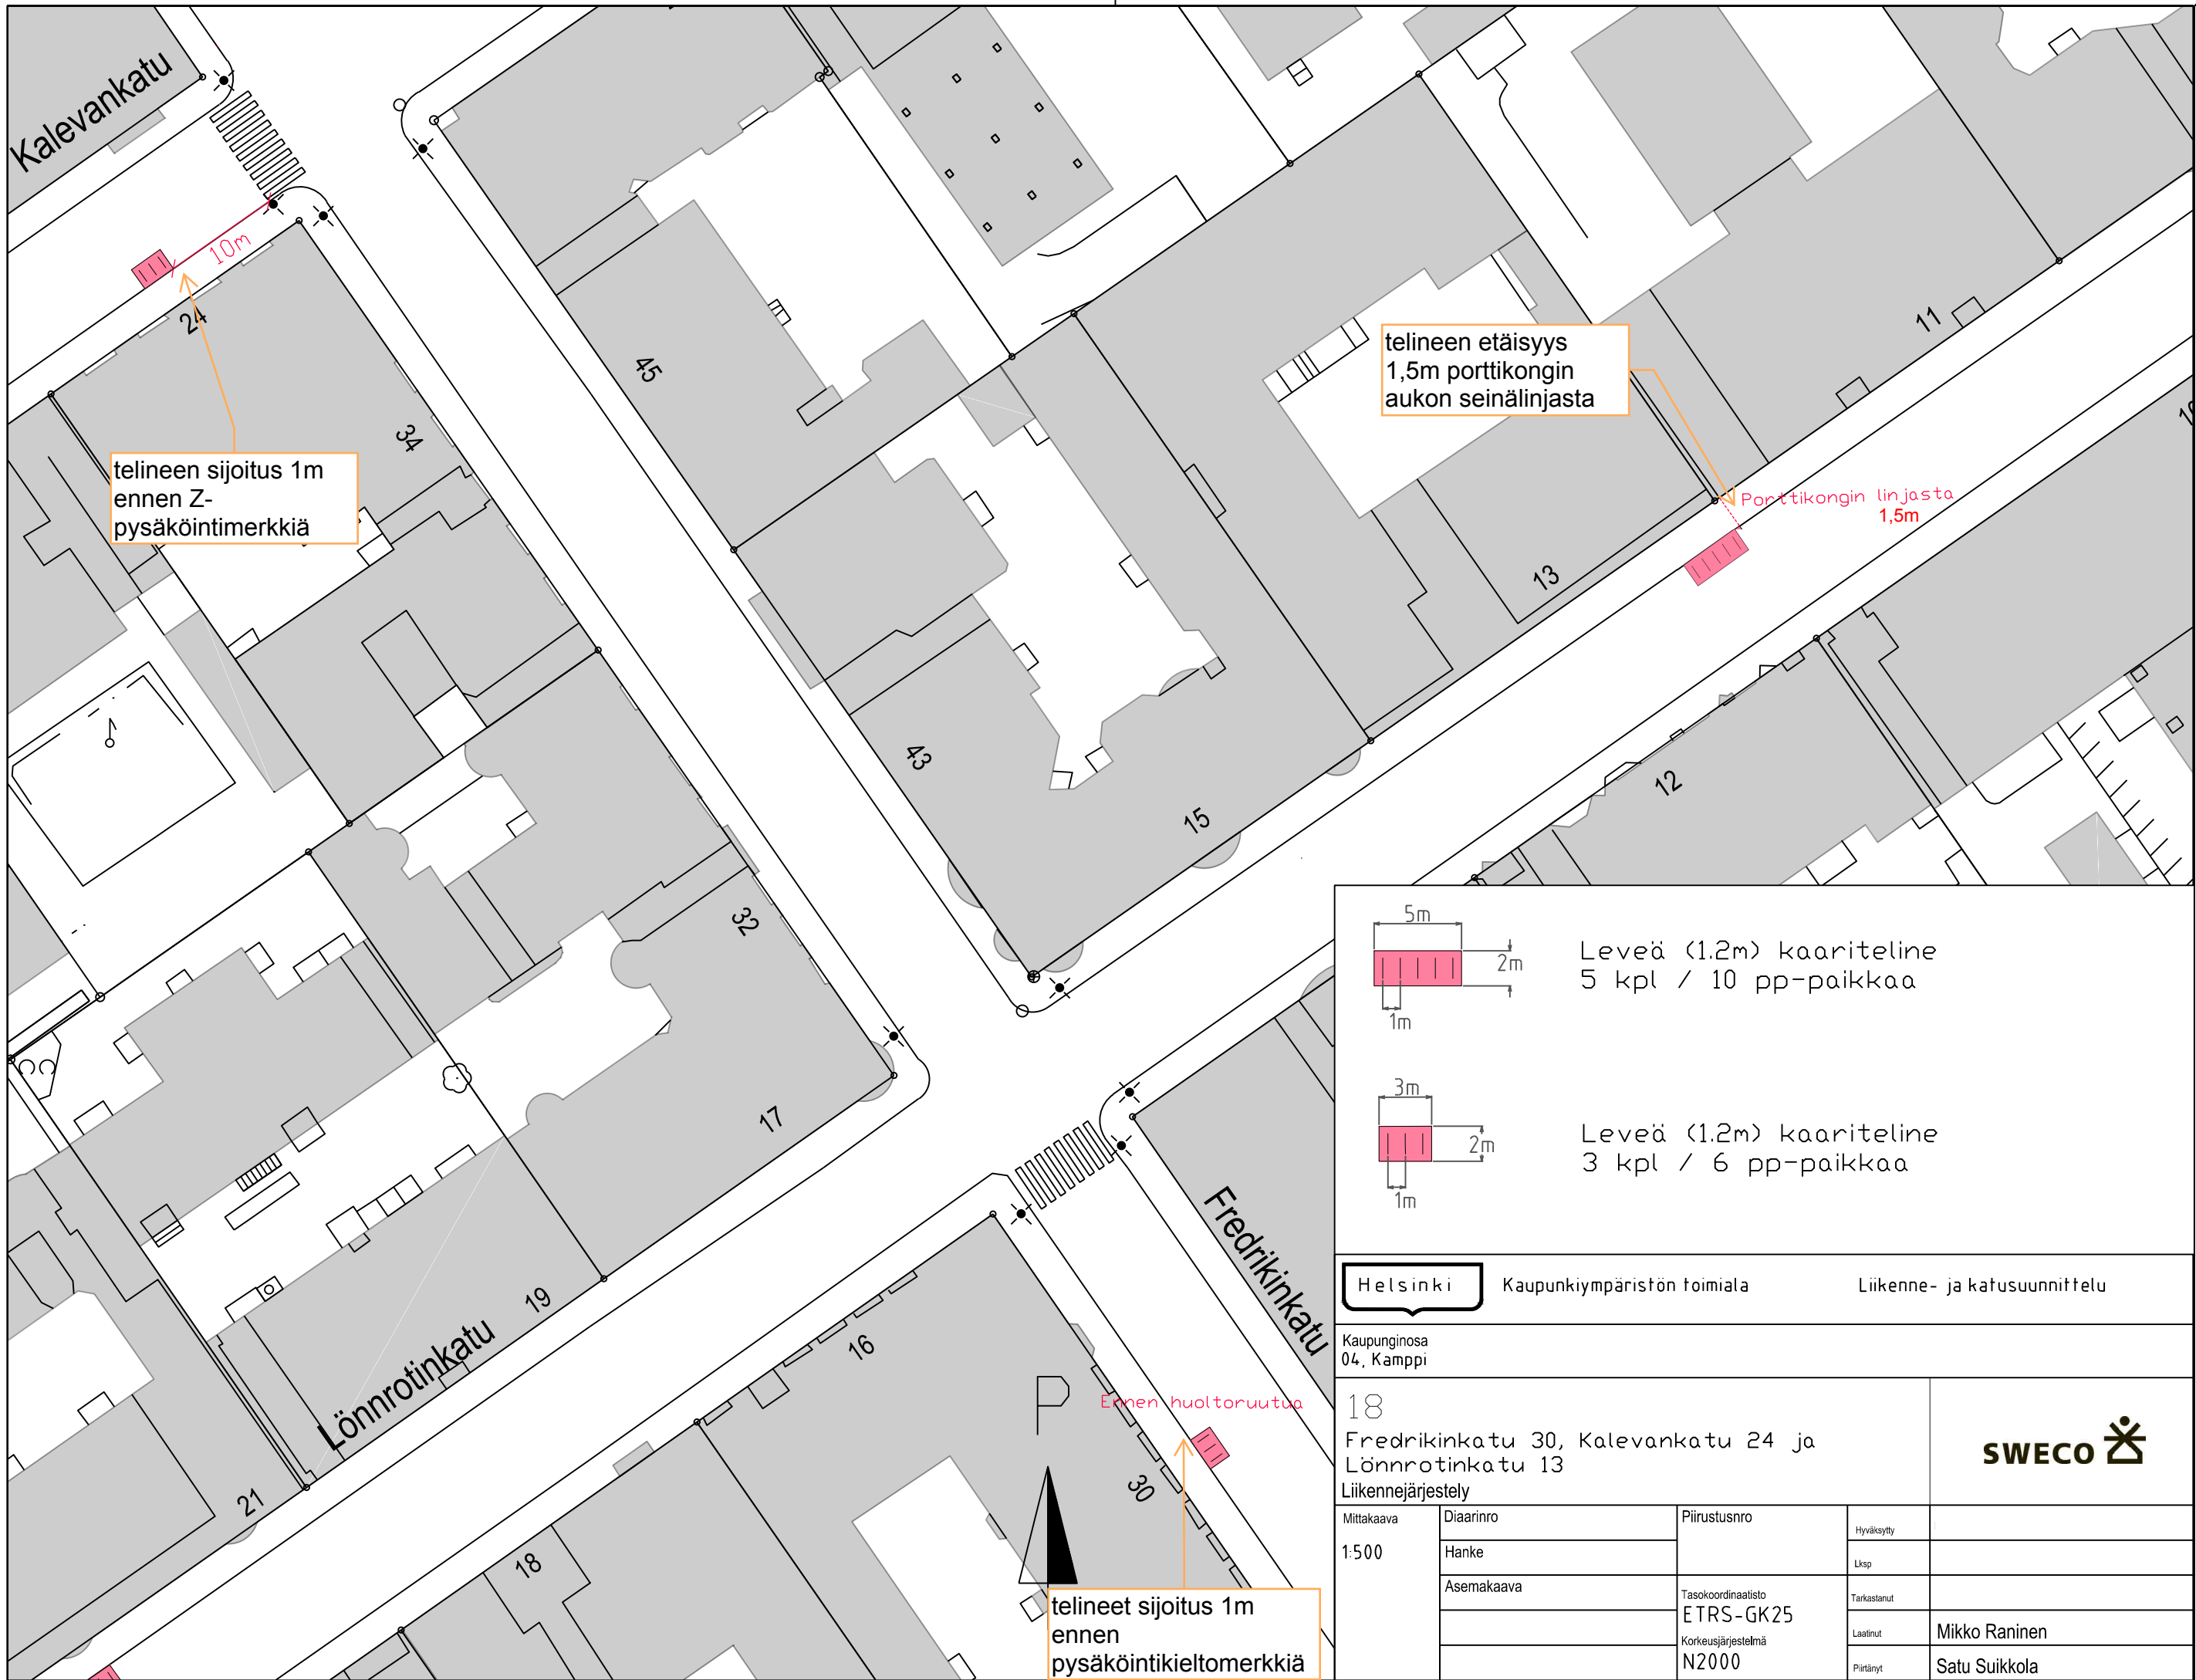 Kalevankatu
10m
24
34
45
telineen sijoitus 1m
ennen Z-
pysäköintimerkkiä
telineen etäisyys
1,5m porttikongin
aukon seinälinjasta
11
Porttikongin linjasta
1,5m
13
43
15
12
32
17
19
Lönnrotinkatu
21
16
18
Fredrikinkatu
P
Ennen huoltoruutua
30
telineet sijoitus 1m
ennen
pysäköintikieltomerkkiä
5m
2m
1m
Leveä (1.2m) kaariteline
5 kpl / 10 pp-paikkaa
3m
2m
1m
Leveä (1.2m) kaariteline
3 kpl / 6 pp-paikkaa
Helsinki
Kaupunkiympäristön toimiala
Liikenne- ja katusuunnittelu
Kaupunginosa
04, Kamppi
18
Fredrikinkatu 30, Kalevankatu 24 ja
Lönnrotinkatu 13
Liikennejärjestely
SWECO
Mittakaava
1:500
Diaarinro
Hanke
Asemakaava
Piirustusnro
Tasokoordinaatisto
ETRS-GK25
Korkeusjärjestelmä
N2000
Hyväksytty
Lksp
Tarkastanut
Laatinut
Mikko Raninen
Piirtänyt
Satu Suikkola